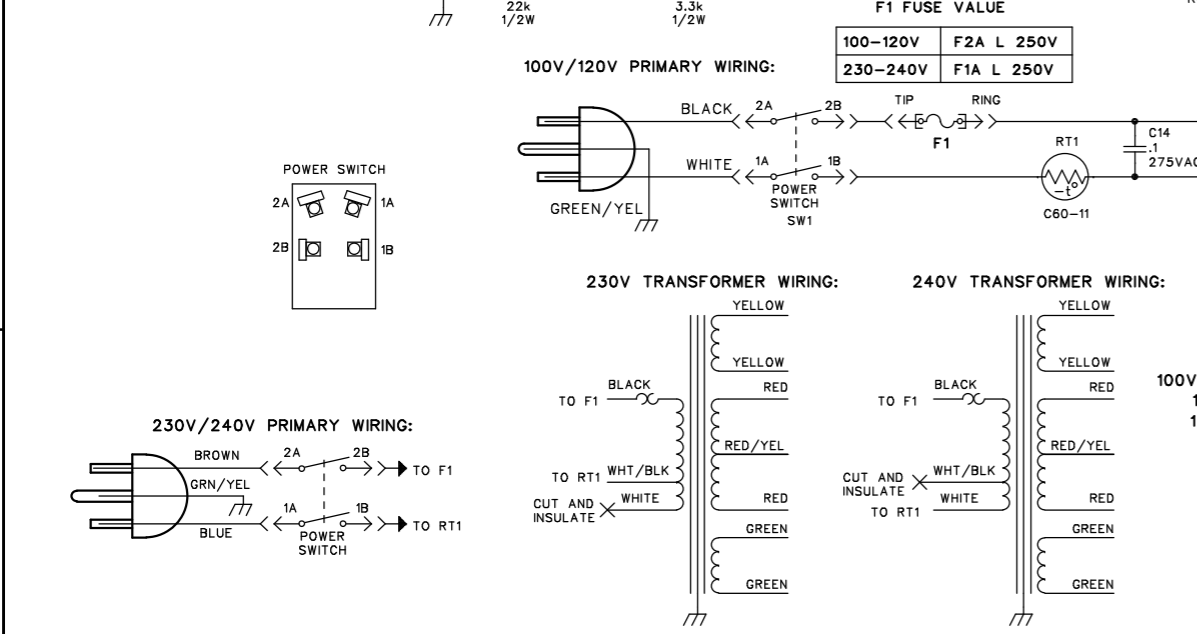 22k
1/2W
3.3k
1/2W
F1 FUSE VALUE
100-120V F2A L 250V
230-240V F1A L 250V
100V/120V PRIMARY WIRING:
BLACK 2A 2B TIP RING
F1
RT1
C14
.1
WHITE 1A 1B
POWER
SWITCH
SW1
GREEN/YEL
-t°
C60-11
POWER SWITCH
2A 1A
2B 1B
230V TRANSFORMER WIRING:
YELLOW
YELLOW
BLACK
RED
TO F1
RED/YEL
TO RT1 WHT/BLK
CUT AND
INSULATE
WHITE
RED
GREEN
GREEN
240V TRANSFORMER WIRING:
YELLOW
YELLOW
BLACK
RED
TO F1
RED/YEL
CUT AND
INSULATE
WHT/BLK
WHITE
TO RT1
RED
GREEN
GREEN
100V
1
1
230V/240V PRIMARY WIRING:
BROWN 2A 2B TO F1
GRN/YEL
BLUE 1A 1B TO RT1
POWER
SWITCH